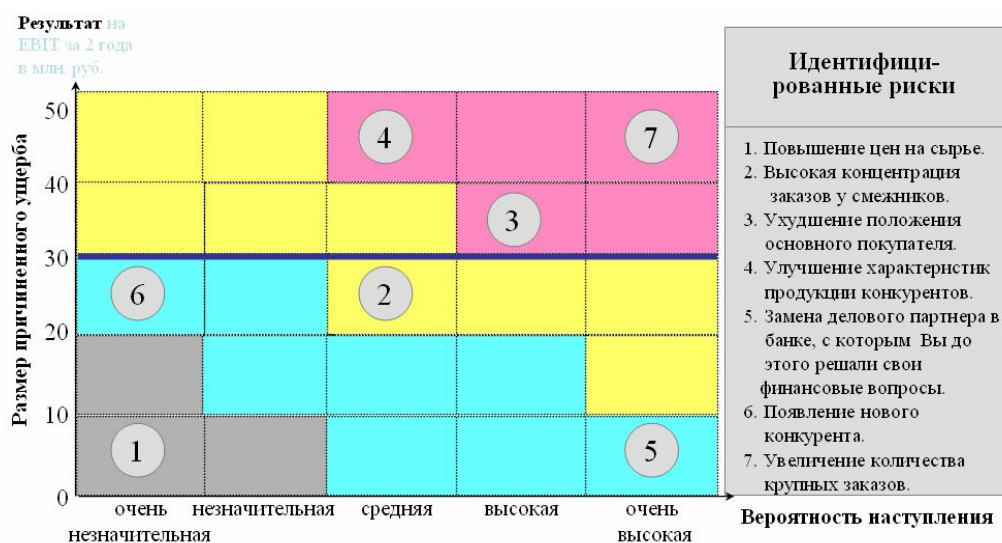 Результат на
EBIT за 2 года
в млн. руб.
Размер причиненного ущерба
50
40
30
20
10
0
4
7
3
6
2
1
5
очень
незначительная
незначительная
средняя
высокая
очень
высокая
Вероятность наступления
Идентифици-
рованные риски
1. Повышение цен на сырье.
2. Высокая концентрация
заказов у смежников.
3. Ухудшение положения
основного покупателя.
4. Улучшение характеристик
продукции конкурентов.
5. Замена делового партнера в
банке, с которым Вы до
этого решали свои
финансовые вопросы.
6. Появление нового
конкурента.
7. Увеличение количества
крупных заказов.